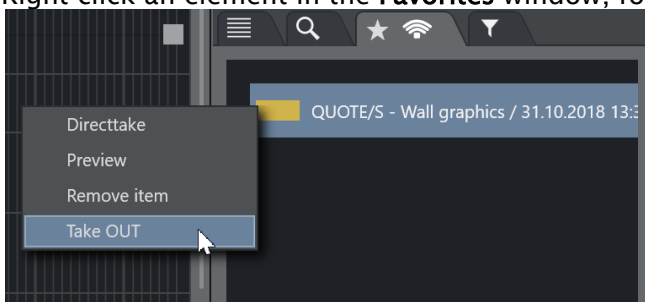 Right click an element in the Favorites window, fo
QUOTE/S - Wall graphics / 31.10.2018 13:3
Directtake
Preview
Remove item
Take OUT